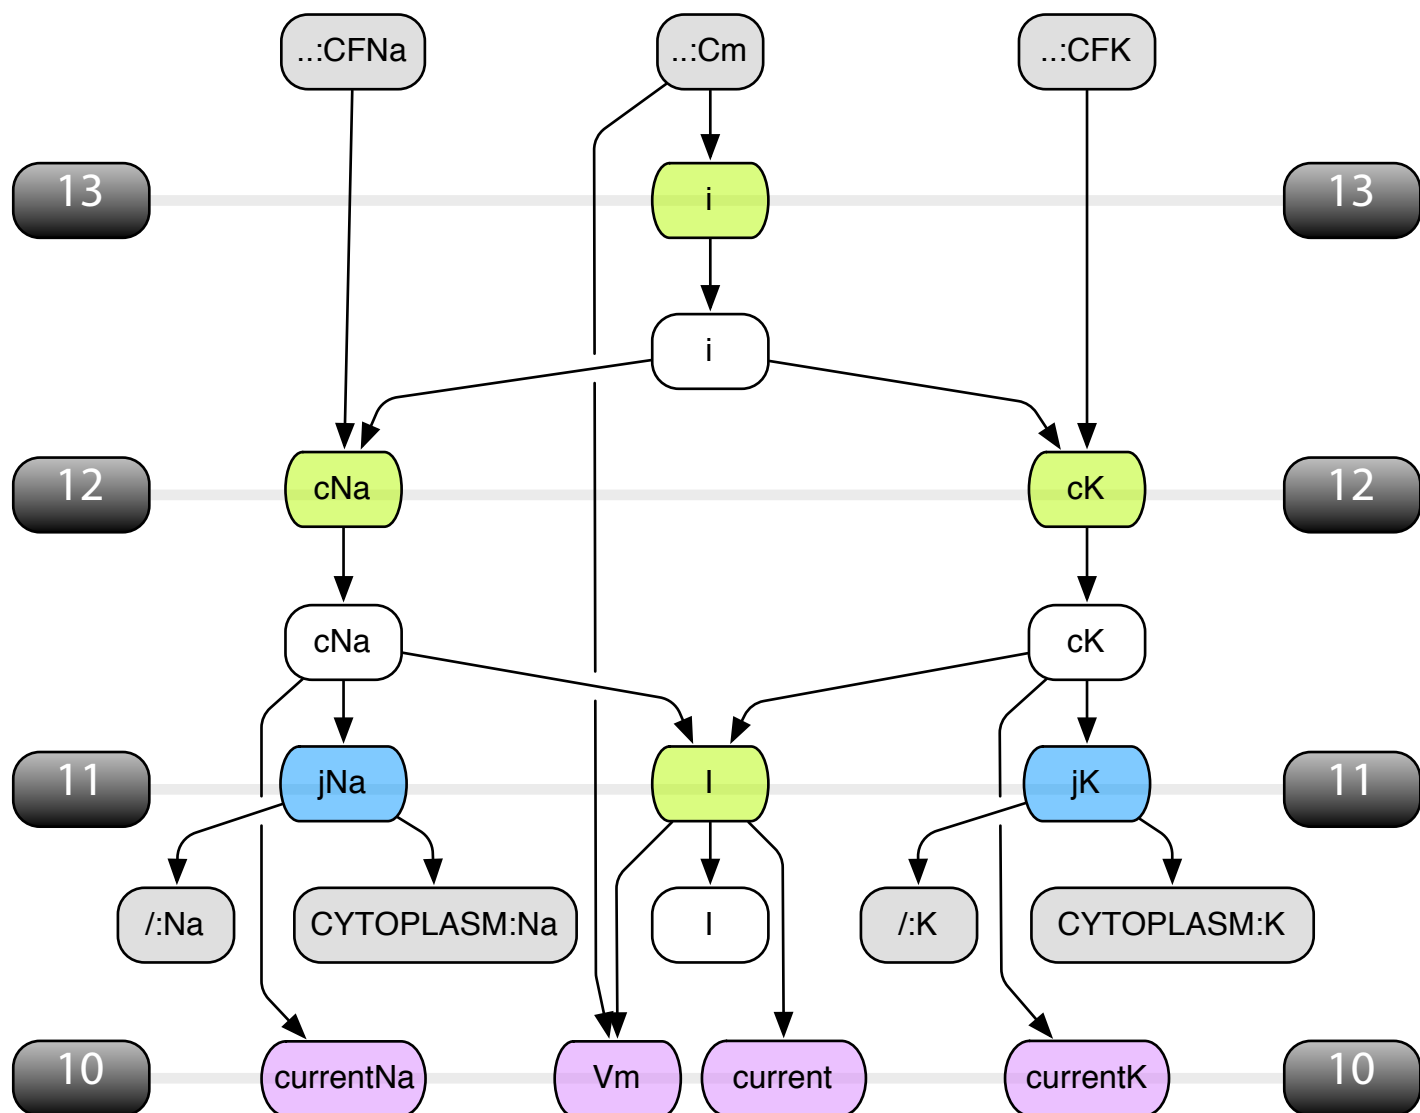 ..:CFNa
..:Cm
..:CFK
13
i
13
i
12
cNa
cK
12
cNa
cK
11
jNa
I
jK
11
/:Na
CYTOPLASM:Na
I
/:K
CYTOPLASM:K
10
currentNa
Vm
current
currentK
10